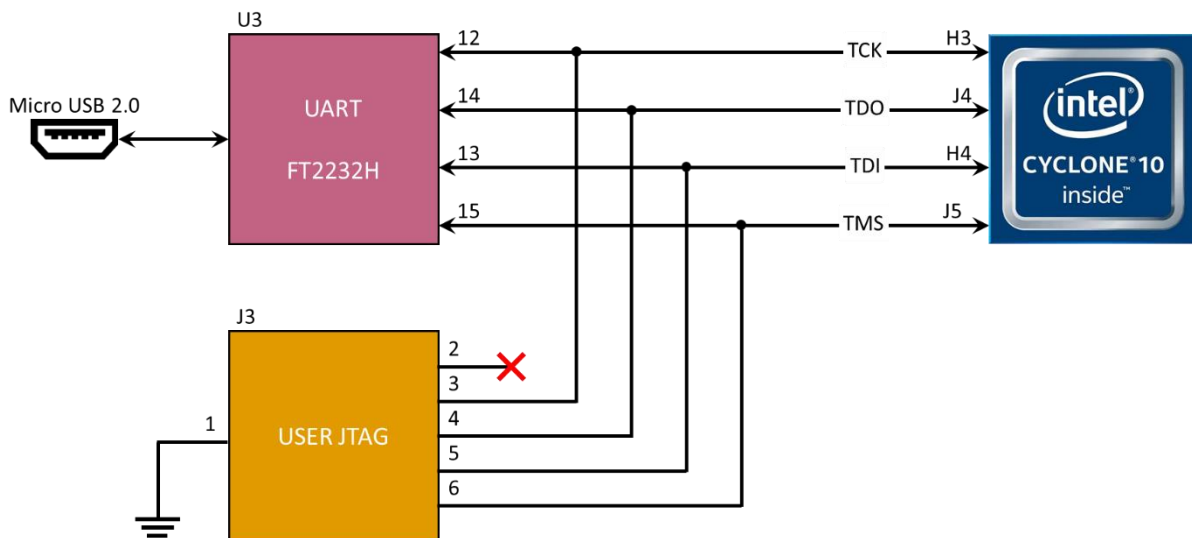 U3
12
TCK
H3
Micro USB 2.0
UART
FT2232H
14
TDO
J4
13
TDI
H4
15
TMS
J5
intel®
CYCLONE® 10
inside™
J3
USER JTAG
1
2
3
4
5
6